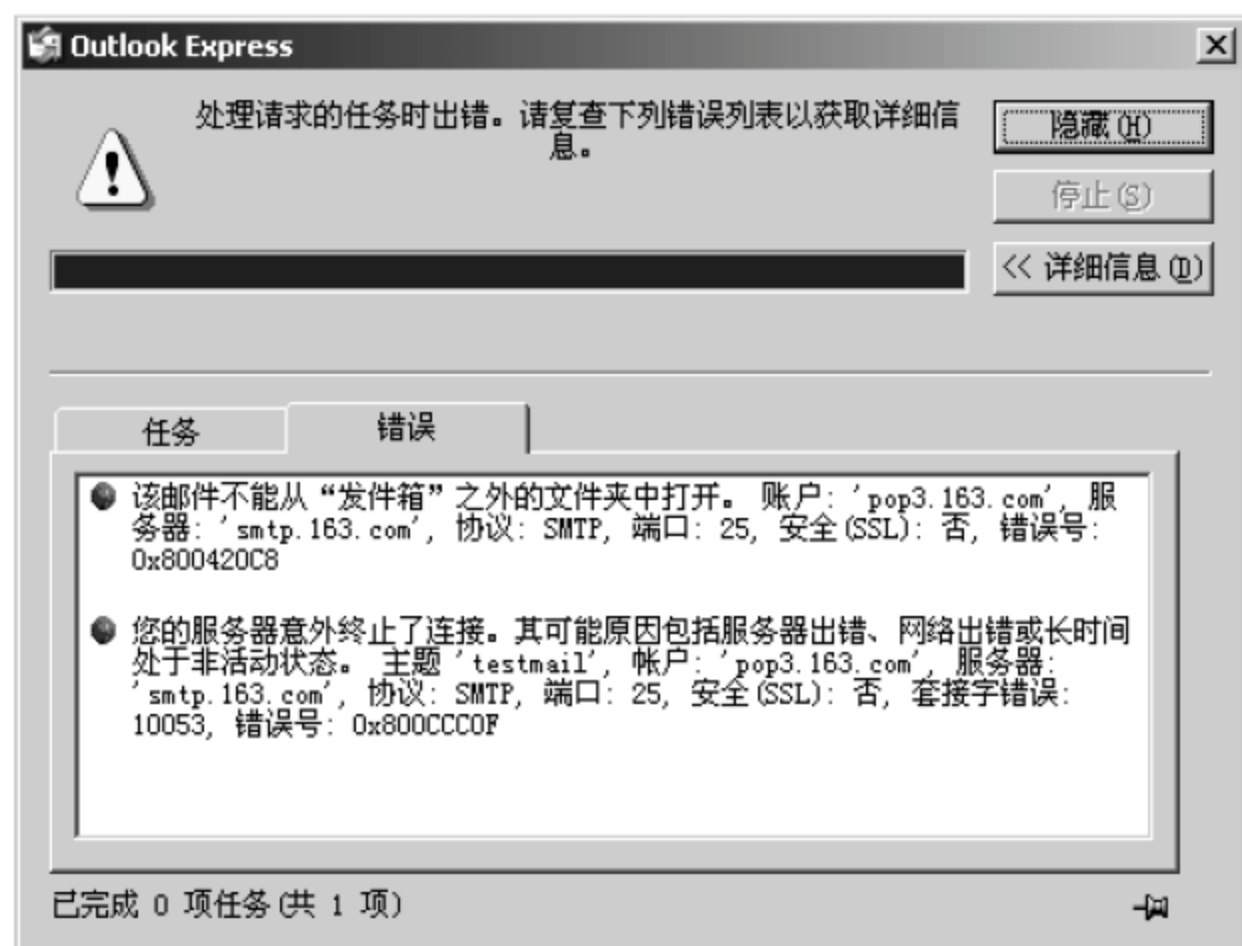 Outlook Express
处理请求的任务时出错。请复查下列错误列表以获取详细信
息。
隐藏(H)
停止(S)
<< 详细信息(D)
任务
错误
该邮件不能从“发件箱”之外的文件夹中打开。 账户: 'pop3.163.com', 服
务器: 'smtp.163.com', 协议: SMTP, 端口: 25, 安全(SSL): 否, 错误号:
0x800420C8
您的服务器意外终止了连接。其可能原因包括服务器出错、网络出错或长时间
处于非活动状态。 主题 'testmail', 帐户: 'pop3.163.com', 服务器:
'smtp.163.com', 协议: SMTP, 端口: 25, 安全(SSL): 否, 套接字错误:
10053, 错误号: 0x800CCC0F
已完成 0 项任务(共 1 项)